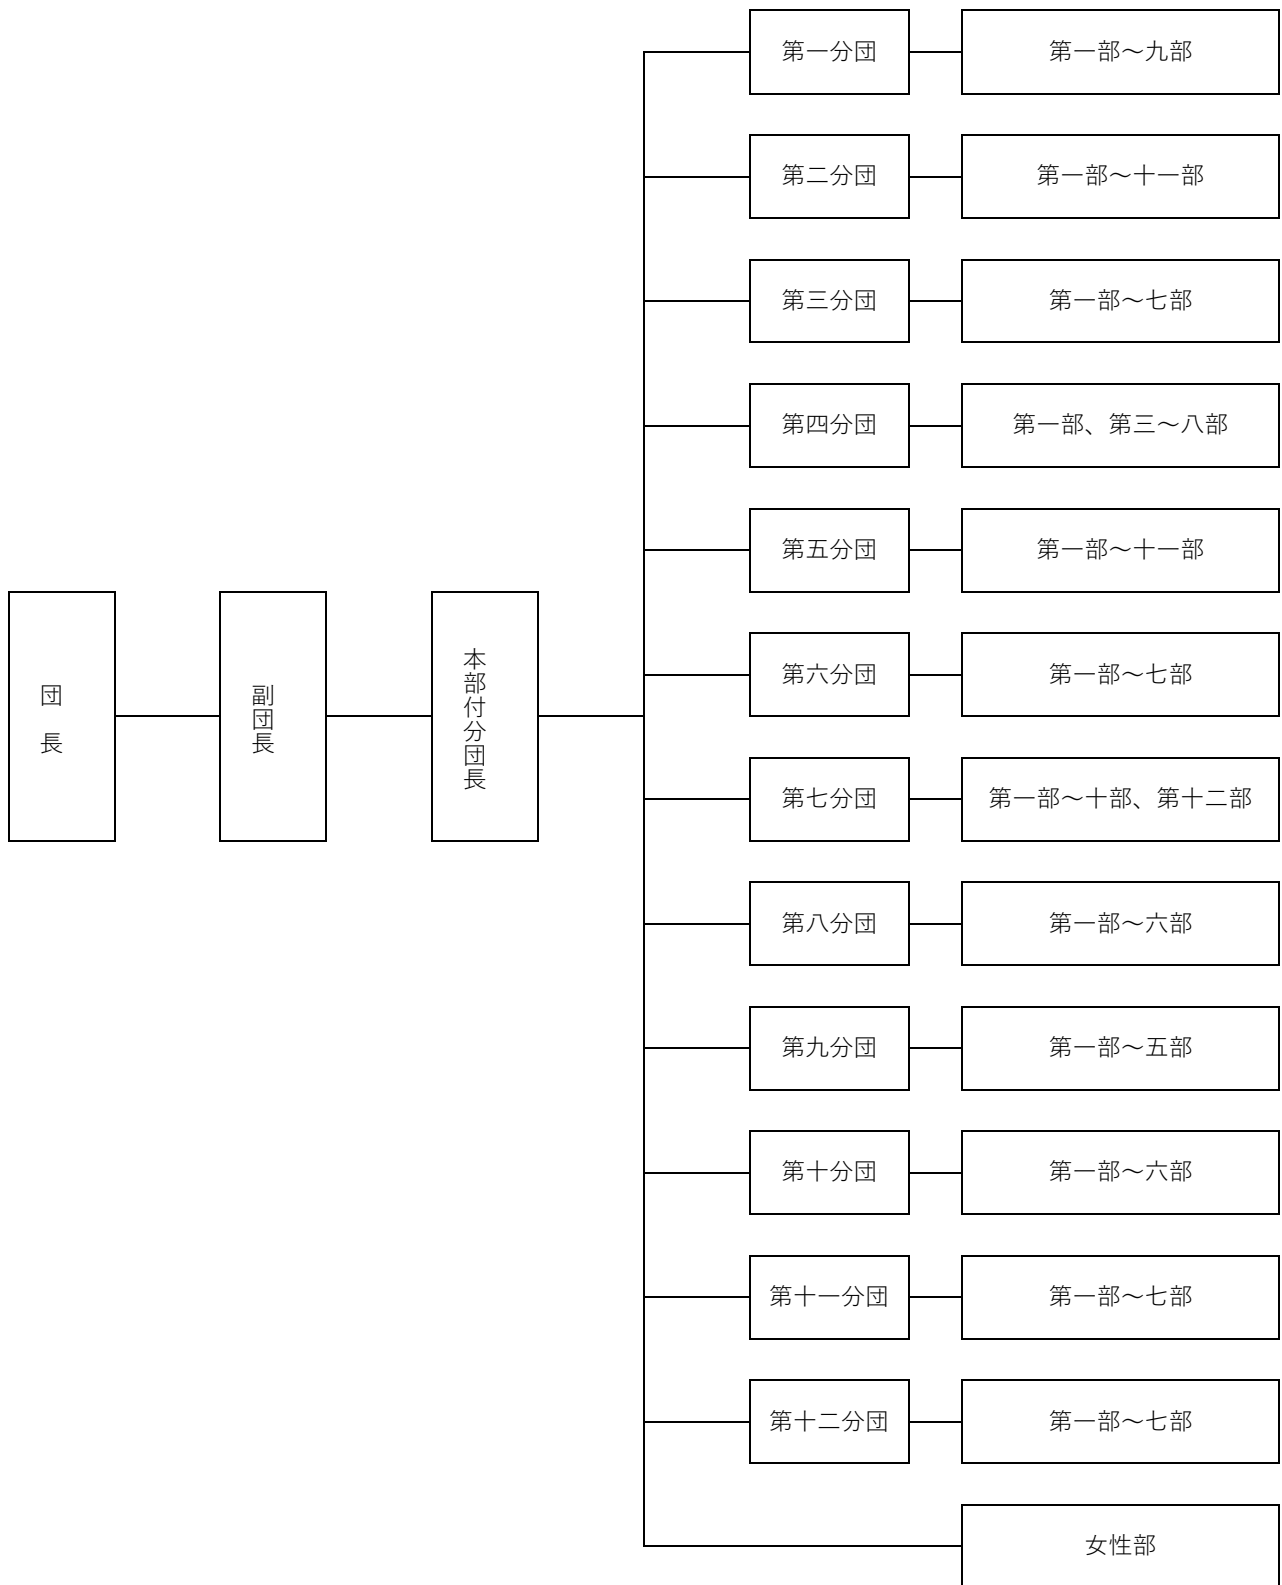 団　長
副団長
本部付分団長
第一分団
第一部～九部
第二分団
第一部～十一部
第三分団
第一部～七部
第四分団
第一部、第三～八部
第五分団
第一部～十一部
第六分団
第一部～七部
第七分団
第一部～十部、第十二部
第八分団
第一部～六部
第九分団
第一部～五部
第十分団
第一部～六部
第十一分団
第一部～七部
第十二分団
第一部～七部
女性部